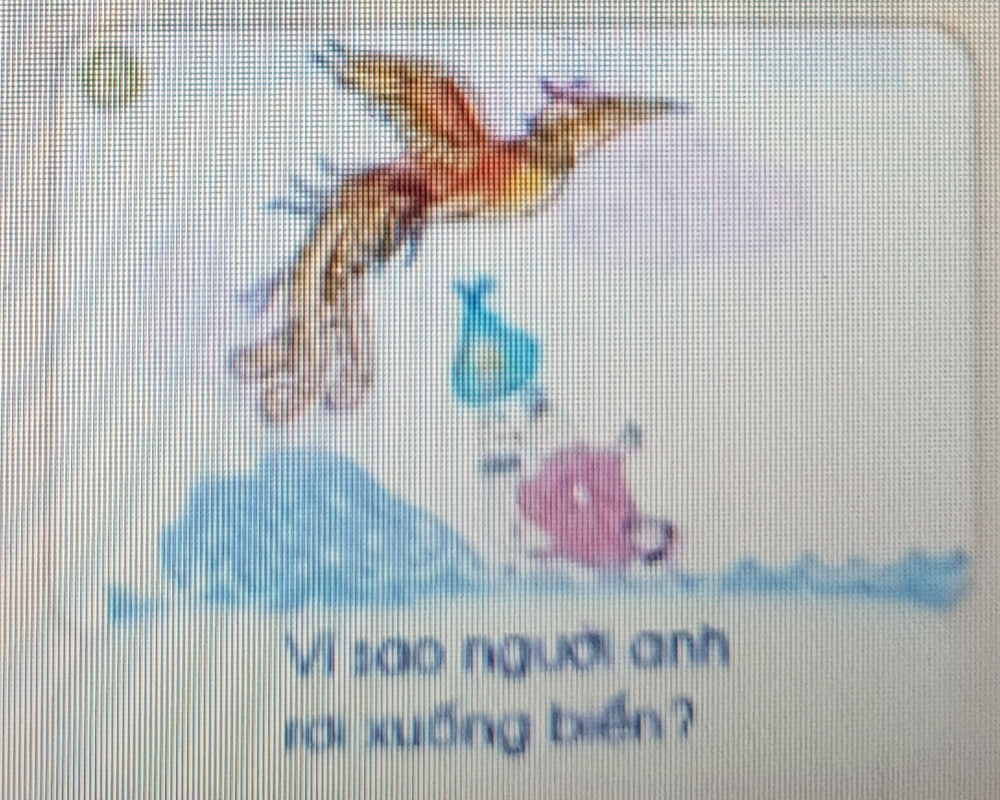 Vì sao người anh
rơi xuống biển?